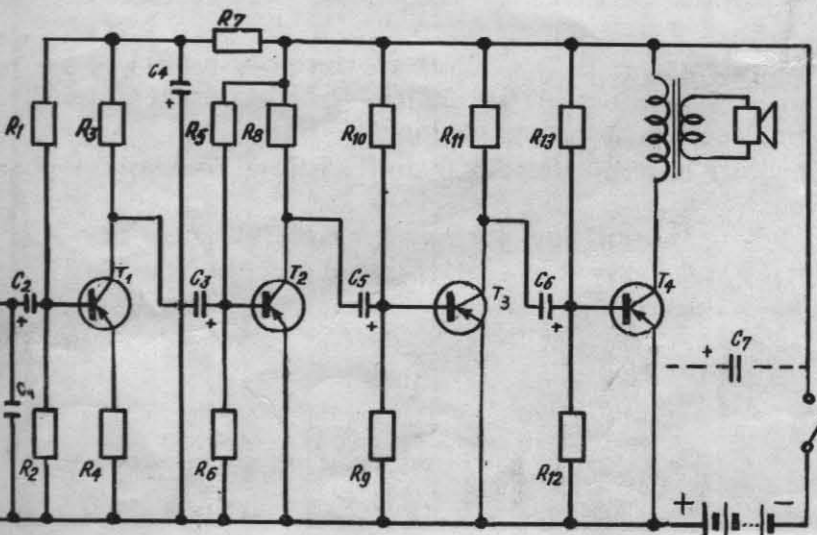 R7
C4
R1 R3 R5 R8 R10 R11 R13
T1 T2 T3 T4
C2 C3 C5 C6
C7
C1
R2 R4 R6 R9 R12
+ + + + + +
+ -